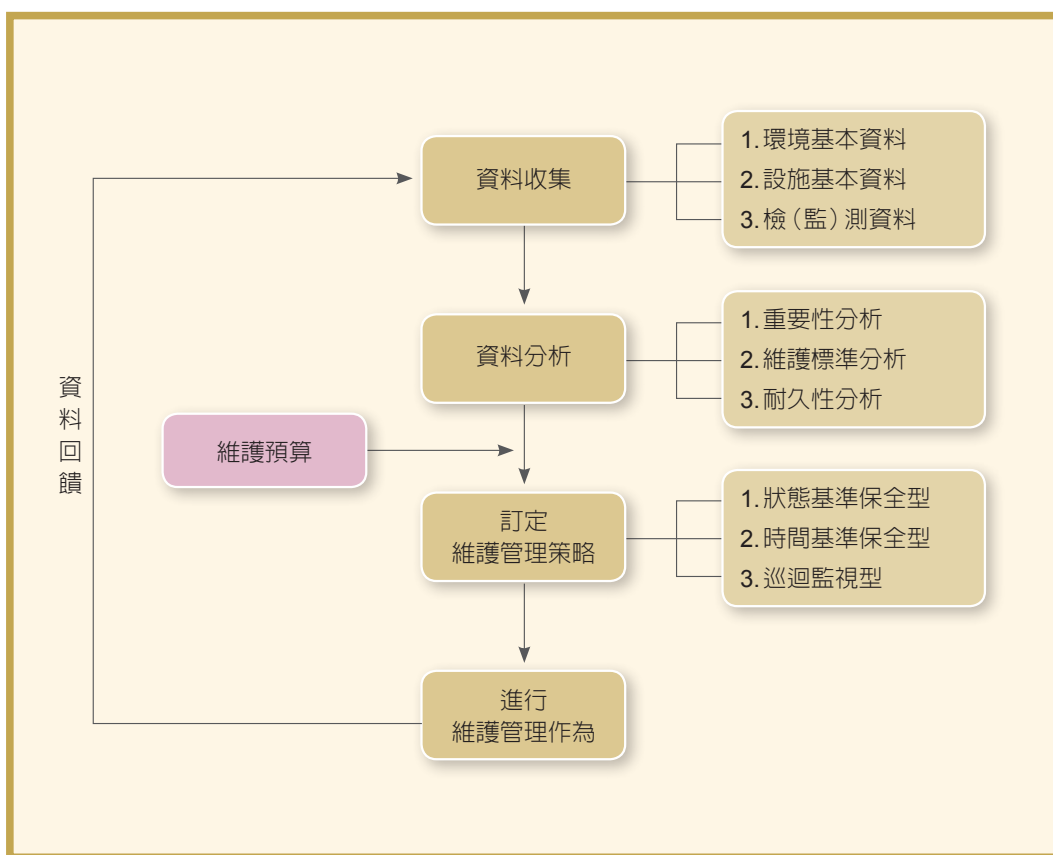 資料收集
1.環境基本資料
2.設施基本資料
3.檢（監）測資料
資料分析
1.重要性分析
2.維護標準分析
3.耐久性分析
資料回饋
維護預算
訂定
維護管理策略
1.狀態基準保全型
2.時間基準保全型
3.巡迴監視型
進行
維護管理作為